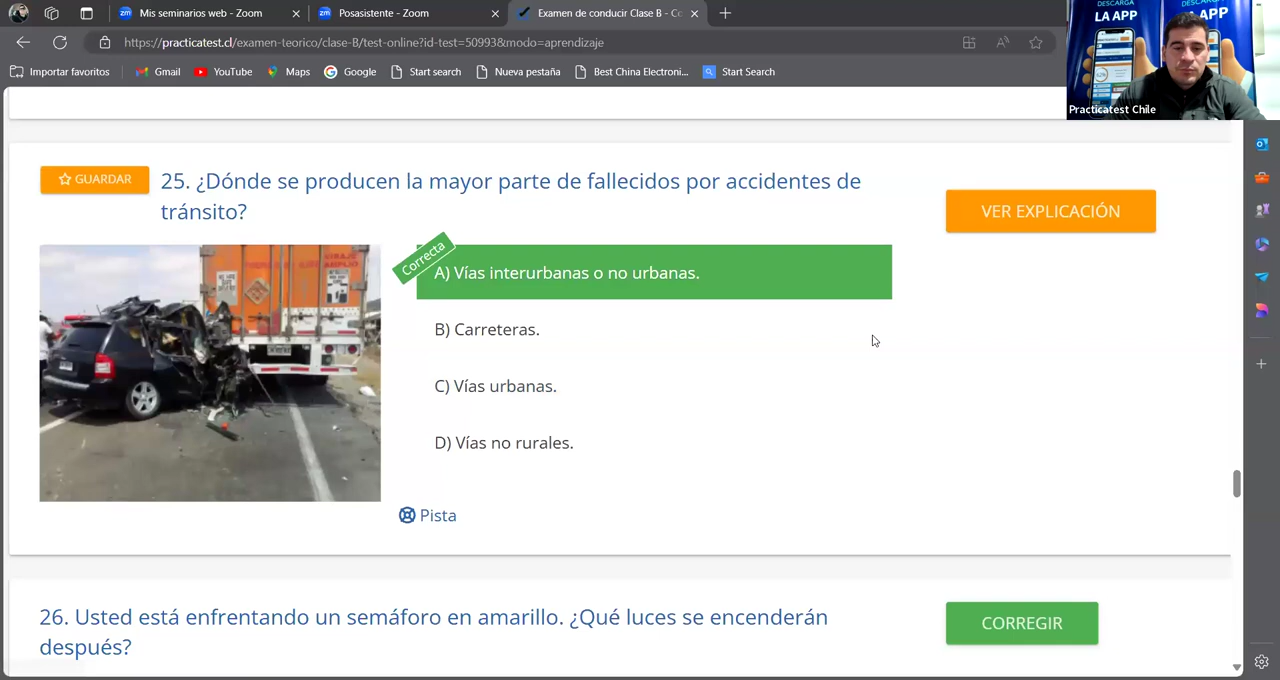 Mis seminarios web - Zoom
Posasistente - Zoom
Examen de conducir Clase B - Co
https://practicatest.cl/examen-teorico/clase-B/test-online?id-test=50993&modo=aprendizaje
Importar favoritos
Gmail
YouTube
Maps
Google
Start search
Nueva pestaña
Best China Electroni...
Start Search
DESCARGA
LA APP
Practicatest Chile
GUARDAR
25. ¿Dónde se producen la mayor parte de fallecidos por accidentes de
tránsito?
VER EXPLICACIÓN
Correcta
A) Vías interurbanas o no urbanas.
B) Carreteras.
C) Vías urbanas.
D) Vías no rurales.
Pista
26. Usted está enfrentando un semáforo en amarillo. ¿Qué luces se encenderán
después?
CORREGIR